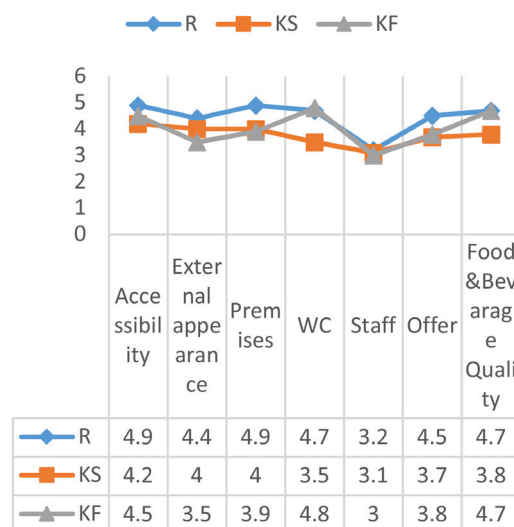 R KS KF
6
5
4
3
2
1
0
Acce
ssibil
ity
Exter
nal
appe
aran
ce
Prem
ises
WC
Staff
Offer
Food
&Bev
arag
e
Quali
ty
R 4.9 4.4 4.9 4.7 3.2 4.5 4.7
KS 4.2 4 4 3.5 3.1 3.7 3.8
KF 4.5 3.5 3.9 4.8 3 3.8 4.7